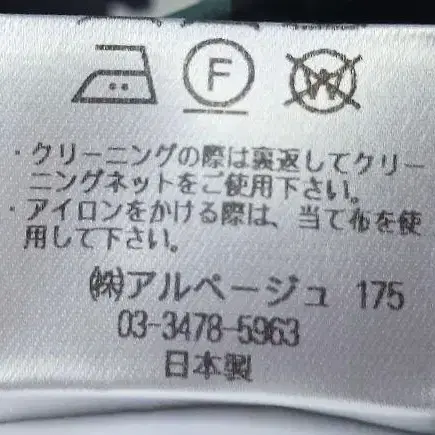 F W
・クリーニングの際は裏返してクリー
ニングネットをご使用下さい。
・アイロンをかける際は、当て布を使
用して下さい。
㈱アルページュ 175
03-3478-5963
日本製